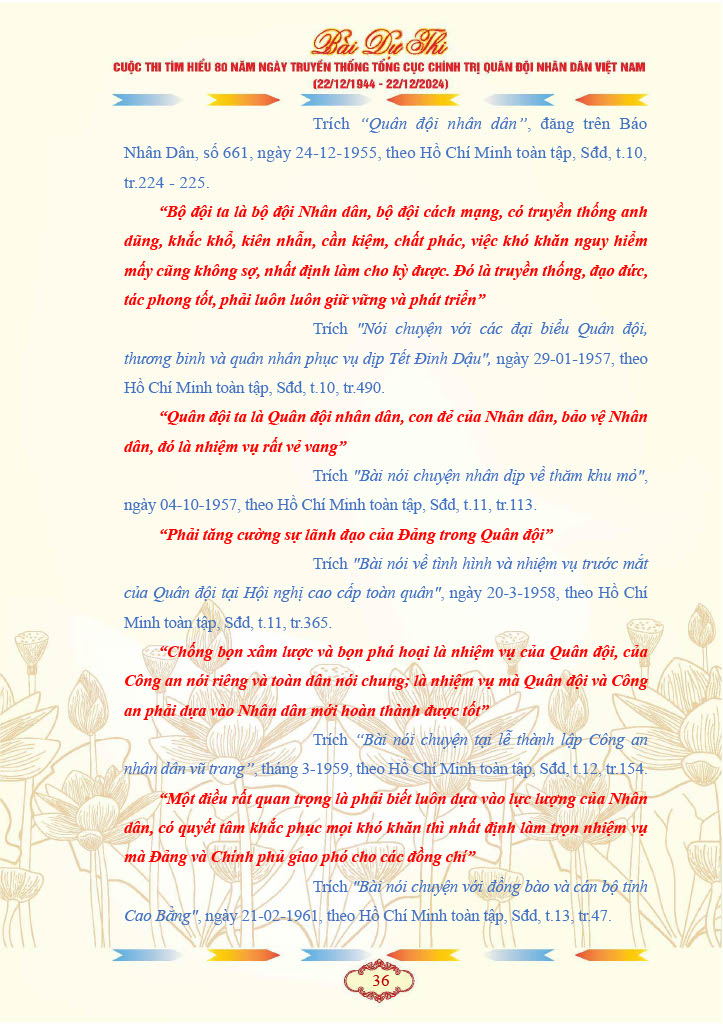 Bài Dự Thi
CUỘC THI TÌM HIỂU 80 NĂM NGÀY TRUYỀN THỐNG TỔNG CỤC CHÍNH TRỊ QUÂN ĐỘI NHÂN DÂN VIỆT NAM
(22/12/1944 - 22/12/2024)
Trích “Quân đội nhân dân”, đăng trên Báo
Nhân Dân, số 661, ngày 24-12-1955, theo Hồ Chí Minh toàn tập, Sđd, t.10,
tr.224 - 225.
“Bộ đội ta là bộ đội Nhân dân, bộ đội cách mạng, có truyền thống anh
dũng, khắc khổ, kiên nhẫn, cần kiệm, chất phác, việc khó khăn nguy hiểm
mấy cũng không sợ, nhất định làm cho kỳ được. Đó là truyền thống, đạo đức,
tác phong tốt, phải luôn luôn giữ vững và phát triển”
Trích "Nói chuyện với các đại biểu Quân đội,
thương binh và quân nhân phục vụ dịp Tết Đinh Dậu", ngày 29-01-1957, theo
Hồ Chí Minh toàn tập, Sđd, t.10, tr.490.
“Quân đội ta là Quân đội nhân dân, con đẻ của Nhân dân, bảo vệ Nhân
dân, đó là nhiệm vụ rất vẻ vang”
Trích "Bài nói chuyện nhân dịp về thăm khu mỏ",
ngày 04-10-1957, theo Hồ Chí Minh toàn tập, Sđd, t.11, tr.113.
“Phải tăng cường sự lãnh đạo của Đảng trong Quân đội”
Trích "Bài nói về tình hình và nhiệm vụ trước mắt
của Quân đội tại Hội nghị cao cấp toàn quân", ngày 20-3-1958, theo Hồ Chí
Minh toàn tập, Sđd, t.11, tr.365.
“Chống bọn xâm lược và bọn phá hoại là nhiệm vụ của Quân đội, của
Công an nói riêng và toàn dân nói chung; là nhiệm vụ mà Quân đội và Công
an phải dựa vào Nhân dân mới hoàn thành được tốt”
Trích “Bài nói chuyện tại lễ thành lập Công an
nhân dân vũ trang”, tháng 3-1959, theo Hồ Chí Minh toàn tập, Sđd, t.12, tr.154.
“Một điều rất quan trọng là phải biết luôn dựa vào lực lượng của Nhân
dân, có quyết tâm khắc phục mọi khó khăn thì nhất định làm trọn nhiệm vụ
mà Đảng và Chính phủ giao phó cho các đồng chí”
Trích "Bài nói chuyện với đồng bào và cán bộ tỉnh
Cao Bằng", ngày 21-02-1961, theo Hồ Chí Minh toàn tập, Sđd, t.13, tr.47.
36